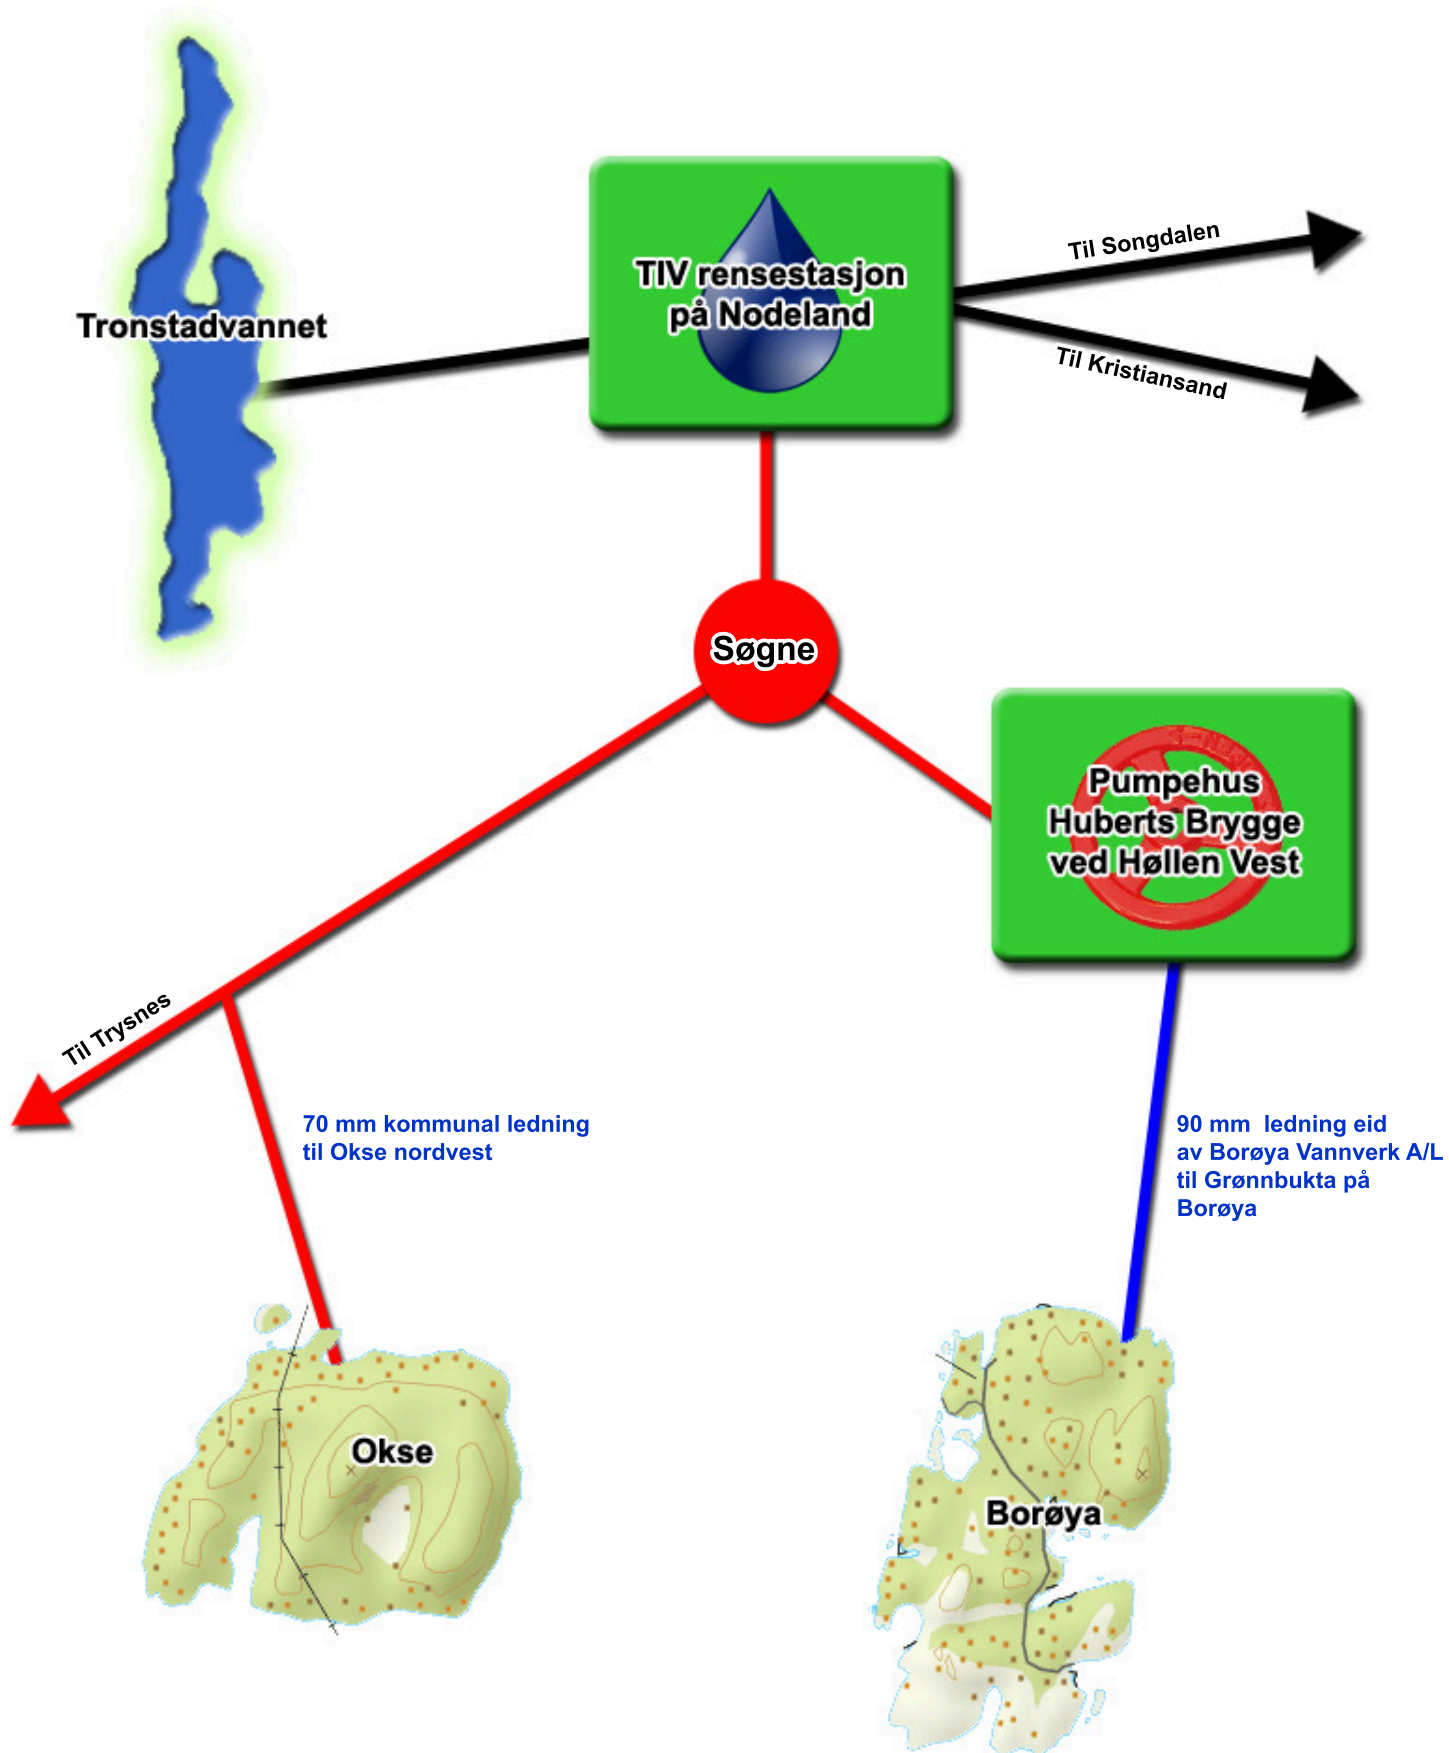 Tronstadvannet
TIV rensestasjon
på Nodeland
Til Songdalen
Til Kristiansand
Søgne
Pumpehus
Huberts Brygge
ved Høllen Vest
Til Trysnes
70 mm kommunal ledning
til Okse nordvest
90 mm  ledning eid
av Borøya Vannverk A/L
til Grønnbukta på
Borøya
Okse
Borøya